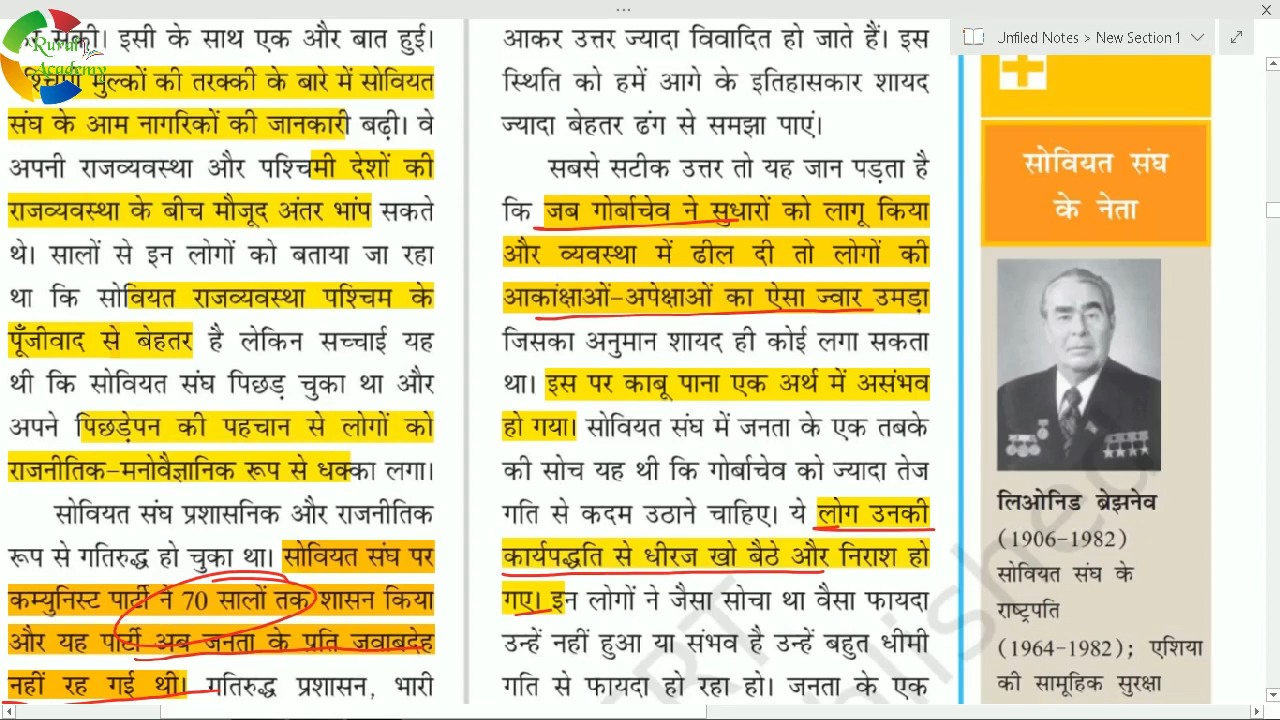 Rural
Academy
Unfiled Notes > New Section 1
कर सकी। इसी के साथ एक और बात हुई।
पश्चिमी मुल्कों की तरक्की के बारे में सोवियत
संघ के आम नागरिकों की जानकारी बढ़ी। वे
अपनी राजव्यवस्था और पश्चिमी देशों की
राजव्यवस्था के बीच मौजूद अंतर भांप सकते
थे। सालों से इन लोगों को बताया जा रहा
था कि सोवियत राजव्यवस्था पश्चिम के
पूँजीवाद से बेहतर है लेकिन सच्चाई यह
थी कि सोवियत संघ पिछड़ चुका था और
अपने पिछड़ेपन की पहचान से लोगों को
राजनीतिक-मनोवैज्ञानिक रूप से धक्का लगा।
सोवियत संघ प्रशासनिक और राजनीतिक
रूप से गतिरुद्ध हो चुका था। सोवियत संघ पर
कम्युनिस्ट पार्टी ने 70 सालों तक शासन किया
और यह पार्टी अब जनता के प्रति जवाबदेह
नहीं रह गई थी। गतिरुद्ध प्रशासन, भारी
आकर उत्तर ज्यादा विवादित हो जाते हैं। इस
स्थिति को हमें आगे के इतिहासकार शायद
ज्यादा बेहतर ढंग से समझा पाएं।
सबसे सटीक उत्तर तो यह जान पड़ता है
कि जब गोर्बाचेव ने सुधारों को लागू किया
और व्यवस्था में ढील दी तो लोगों की
आकांक्षाओं-अपेक्षाओं का ऐसा ज्वार उमड़ा
जिसका अनुमान शायद ही कोई लगा सकता
था। इस पर काबू पाना एक अर्थ में असंभव
हो गया। सोवियत संघ में जनता के एक तबके
की सोच यह थी कि गोर्बाचेव को ज्यादा तेज
गति से कदम उठाने चाहिए। ये लोग उनकी
कार्यपद्धति से धीरज खो बैठे और निराश हो
गए। इन लोगों ने जैसा सोचा था वैसा फायदा
उन्हें नहीं हुआ या संभव है उन्हें बहुत धीमी
गति से फायदा हो रहा हो। जनता के एक
सोवियत संघ
के नेता
लिओनिड ब्रेझनेव
(1906-1982)
सोवियत संघ के
राष्ट्रपति
(1964-1982); एशिया
की सामूहिक सुरक्षा